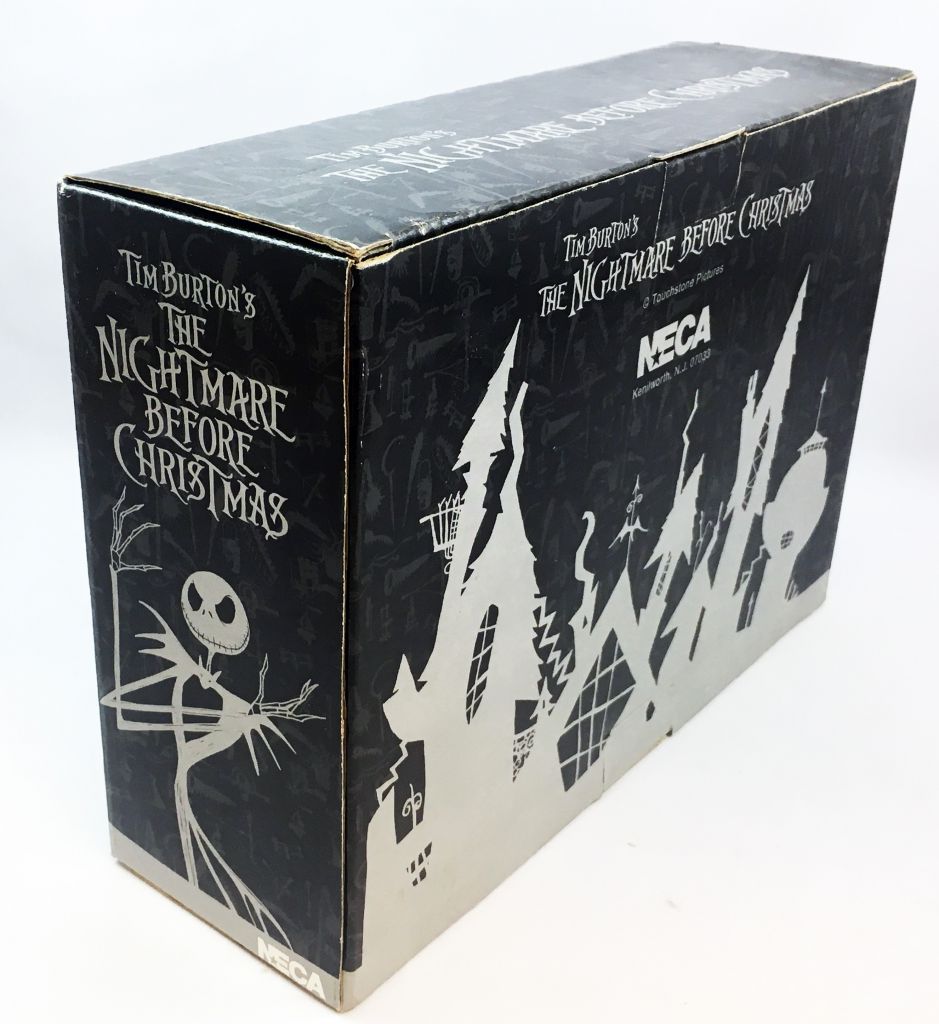 TIM BURTON'S
THE NIGHTMARE BEFORE CHRISTMAS
TIM BURTON'S
THE
NIGHTMARE
BEFORE
CHRISTMAS
NECA
TIM BURTON'S
THE NIGHTMARE BEFORE CHRISTMAS
© Touchstone Pictures
NECA
Kenilworth, N.J. 07033